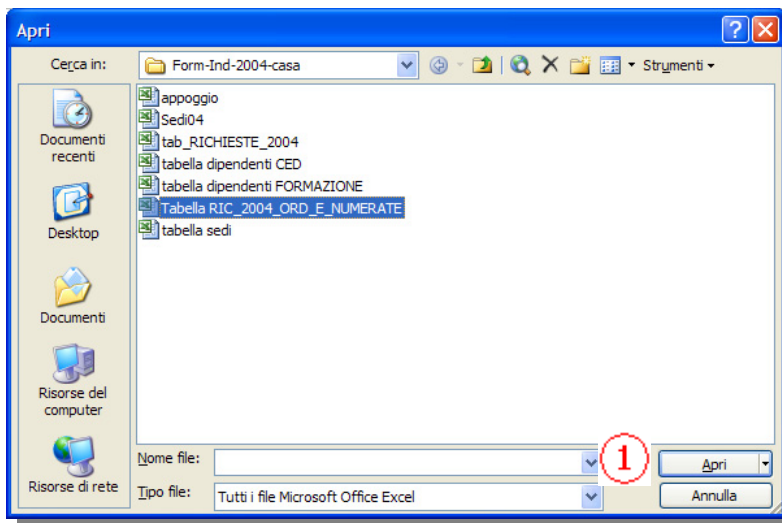 Apri
Cerca in:
Form-Ind-2004-casa
Strumenti
Documenti recenti
Desktop
Documenti
Risorse del computer
Risorse di rete
appoggio
Sedi04
tab_RICHIESTE_2004
tabella dipendenti CED
tabella dipendenti FORMAZIONE
Tabella RIC_2004_ORD_E_NUMERATE
tabella sedi
Nome file:
1
Apri
Tipo file:
Tutti i file Microsoft Office Excel
Annulla